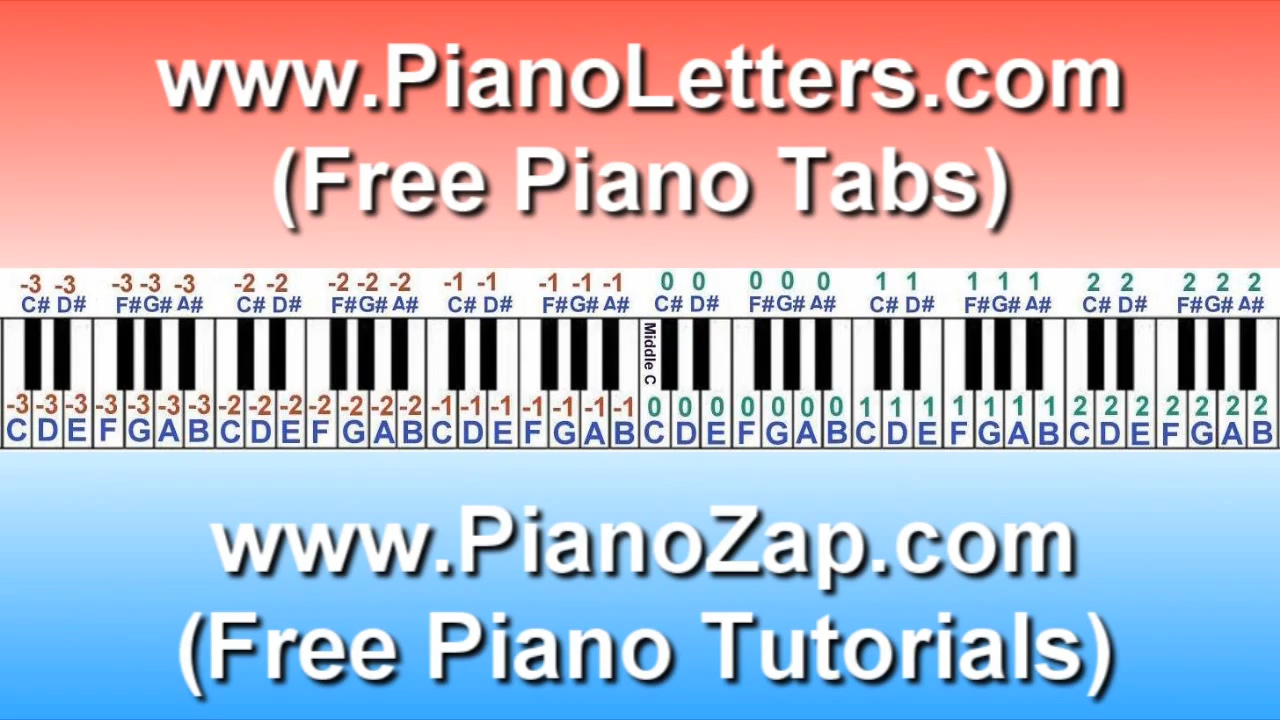 www.PianoLetters.com
(Free Piano Tabs)
-3 -3 -3 -3 -3 -2 -2 -2 -2 -2 -1 -1 -1 -1 -1 0 0 0 0 0 1 1 1 1 1 2 2 2 2 2
C# D# F# G# A# C# D# F# G# A# C# D# F# G# A# C# D# F# G# A# C# D# F# G# A# C# D# F# G# A#
Middle C
-3 -3 -3 -3 -3 -3 -3 -2 -2 -2 -2 -2 -2 -2 -1 -1 -1 -1 -1 -1 -1 0 0 0 0 0 0 0 1 1 1 1 1 1 1 2 2 2 2 2 2 2
C D E F G A B C D E F G A B C D E F G A B C D E F G A B C D E F G A B C D E F G A B
www.PianoZap.com
(Free Piano Tutorials)